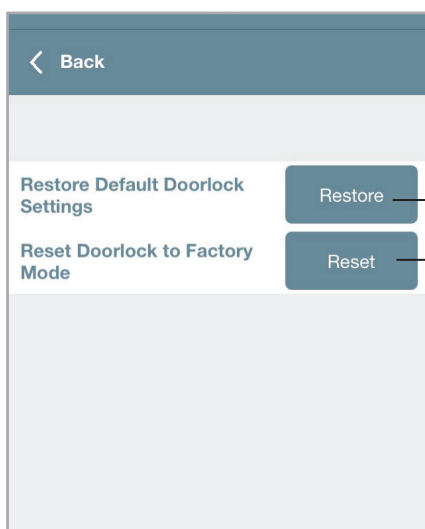 Back
Restore Default Doorlock
Settings
Restore
Reset Doorlock to Factory
Mode
Reset